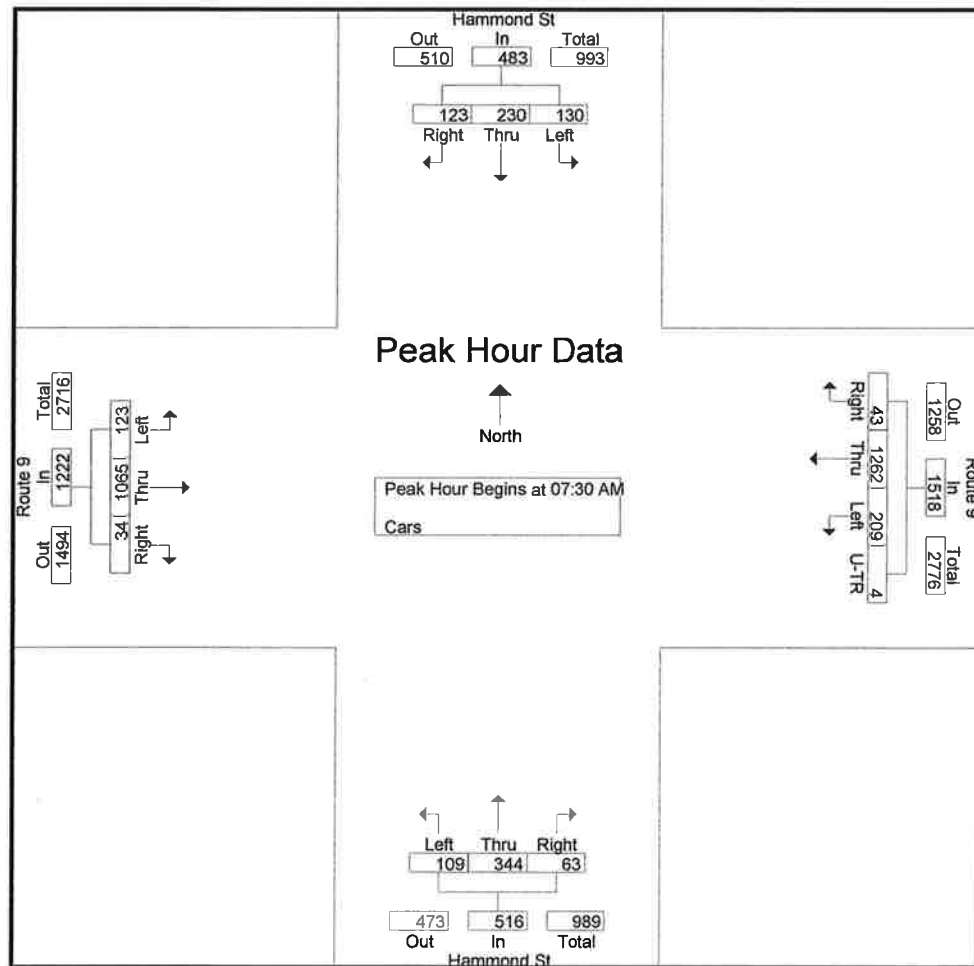 Hammond St
Out In Total
510 483 993
123 230 130
Right Thru Left
Peak Hour Data
North
Peak Hour Begins at 07:30 AM
Cars
Route 9
Total In Out
2716 1222 1494
123 1065 34
Left Thru Right
Route 9
Out In Total
1258 1518 2776
43 1262 209 4
Right Thru Left U-TR
Left Thru Right
109 344 63
473 516 989
Out In Total
Hammond St